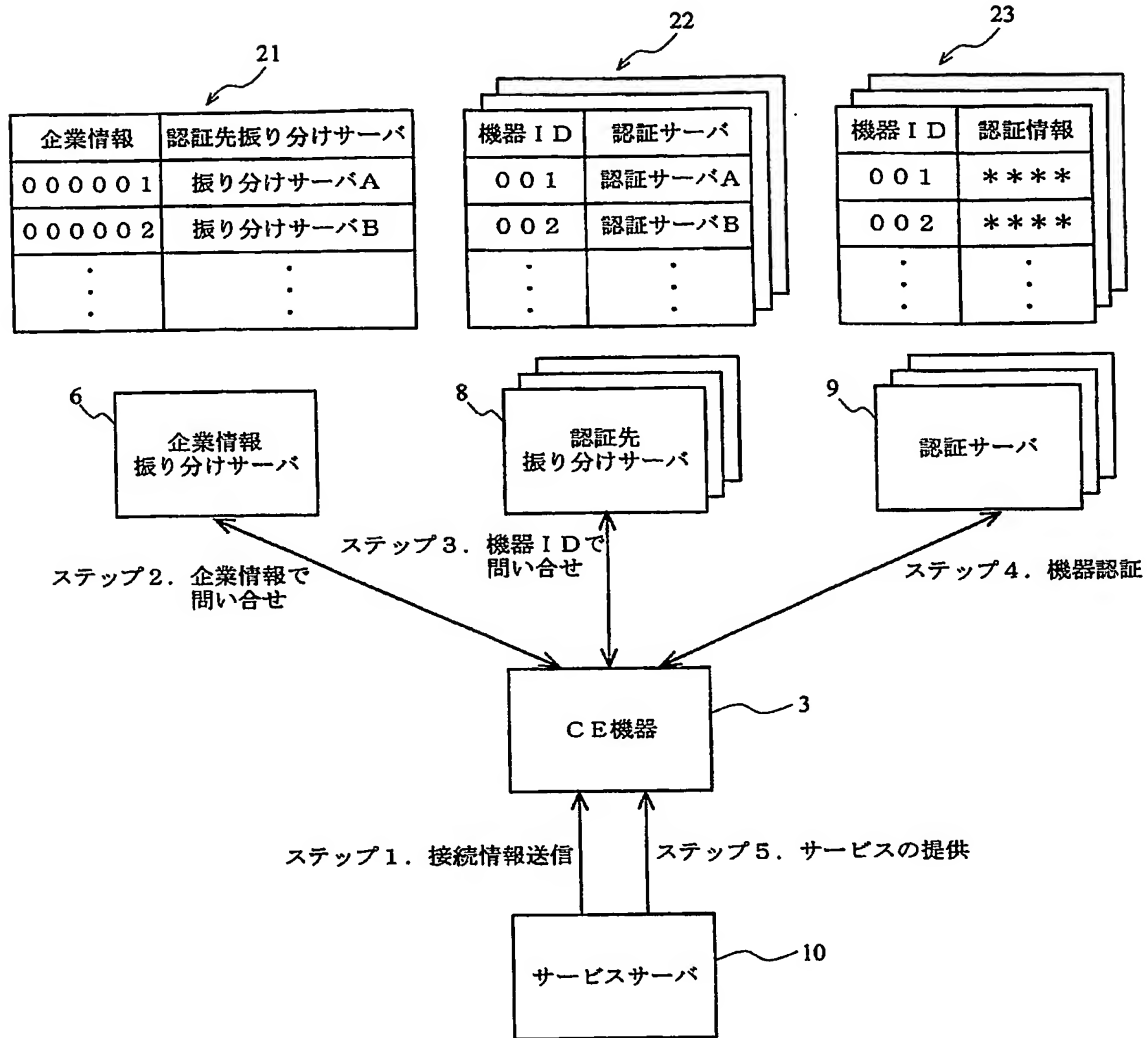 21
企業情報 認証先振り分けサーバ
000001 振り分けサーバA
000002 振り分けサーバB
22
機器ID 認証サーバ
001 認証サーバA
002 認証サーバB
23
機器ID 認証情報
001 ****
002 ****
6
企業情報
振り分けサーバ
8
認証先
振り分けサーバ
9
認証サーバ
ステップ2.企業情報で
問い合せ
ステップ3.機器IDで
問い合せ
ステップ4.機器認証
CE機器
3
ステップ1.接続情報送信
ステップ5.サービスの提供
サービスサーバ
10